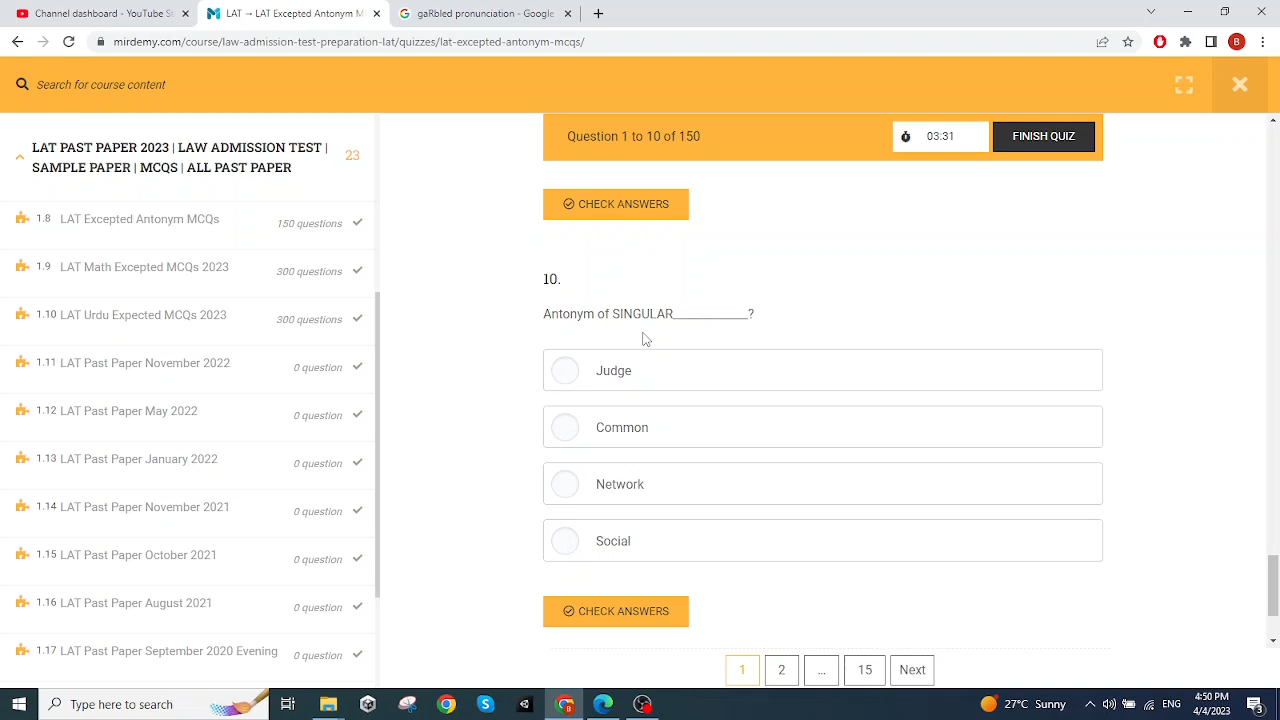 Channel dashboard - YouTube St
LAT → LAT Excepted Antonym M
gaRbled pronunciation - Google
mirdemy.com/course/law-admission-test-preparation-lat/quizzes/lat-excepted-antonym-mcqs/
B
Search for course content
LAT PAST PAPER 2023 | LAW ADMISSION TEST |
SAMPLE PAPER | MCQS | ALL PAST PAPER
23
1.8 LAT Excepted Antonym MCQs 150 questions
1.9 LAT Math Excepted MCQs 2023 300 questions
1.10 LAT Urdu Expected MCQs 2023 300 questions
1.11 LAT Past Paper November 2022 0 question
1.12 LAT Past Paper May 2022 0 question
1.13 LAT Past Paper January 2022 0 question
1.14 LAT Past Paper November 2021 0 question
1.15 LAT Past Paper October 2021 0 question
1.16 LAT Past Paper August 2021 0 question
1.17 LAT Past Paper September 2020 Evening 0 question
Question 1 to 10 of 150
03:31
FINISH QUIZ
CHECK ANSWERS
10.
Antonym of SINGULAR___________?
Judge
Common
Network
Social
CHECK ANSWERS
1 2 ... 15 Next
Type here to search
27°C Sunny
4:50 PM
4/4/2023